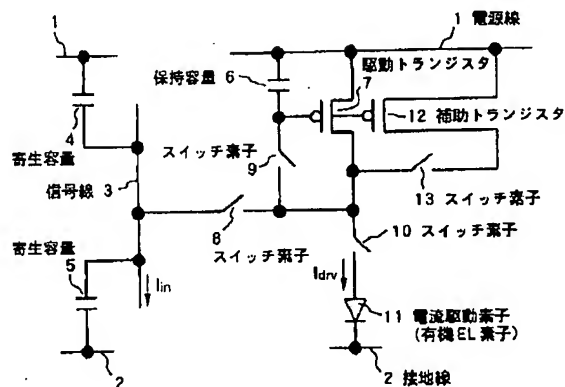 1
1 電源線
保持容量 6
駆動トランジスタ
7
12 補助トランジスタ
4
寄生容量
スイッチ素子
9
信号線 3
13 スイッチ素子
8
スイッチ素子
10 スイッチ素子
寄生容量
5
Iin
Idrv
11 電流駆動素子
(有機EL素子)
2
2 接地線